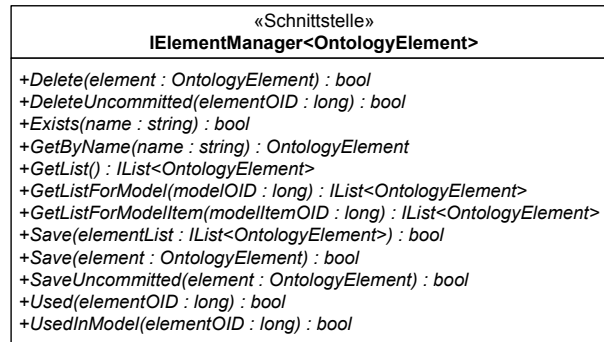 «Schnittstelle»
IElementManager<OntologyElement>
+Delete(element : OntologyElement) : bool
+DeleteUncommitted(elementOID : long) : bool
+Exists(name : string) : bool
+GetByName(name : string) : OntologyElement
+GetList() : IList<OntologyElement>
+GetListForModel(modelOID : long) : IList<OntologyElement>
+GetListForModelItem(modelItemOID : long) : IList<OntologyElement>
+Save(elementList : IList<OntologyElement>) : bool
+Save(element : OntologyElement) : bool
+SaveUncommitted(element : OntologyElement) : bool
+Used(elementOID : long) : bool
+UsedInModel(elementOID : long) : bool